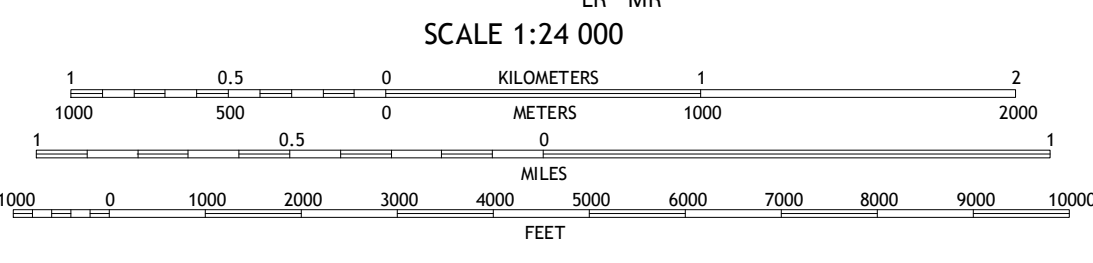 SCALE 1:24 000
1 0.5 0 KILOMETERS 1 2
1000 500 0 METERS 1000 2000
1 0.5 0 1
MILES
1000 0 1000 2000 3000 4000 5000 6000 7000 8000 9000 10000
FEET